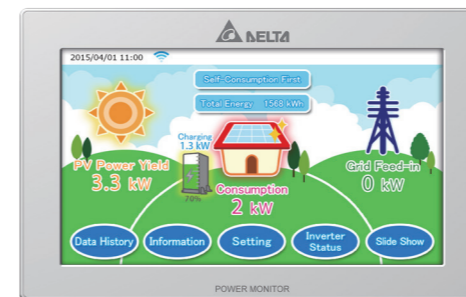 DELTA
2015/04/01 11:00
Self-Consumption First
Total Energy 1568 kWh
Charging
1.3 kW
PV Power Yield
3.3 kW
70%
Consumption
2 kW
Grid Feed-in
0 kW
Data History
Information
Setting
Inverter
Status
Slide Show
POWER MONITOR